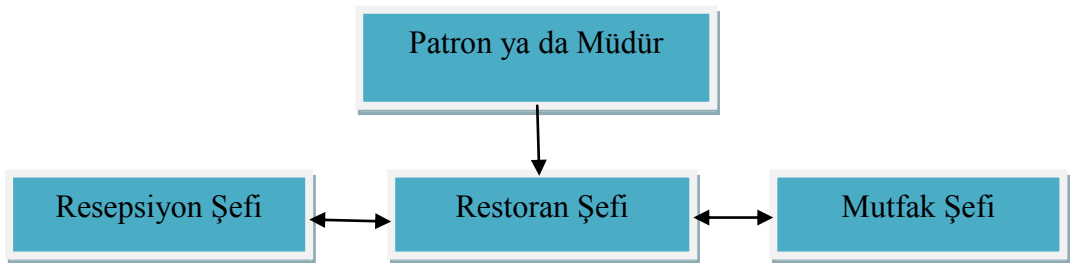 Patron ya da Müdür
Resepsiyon Şefi
Restoran Şefi
Mutfak Şefi